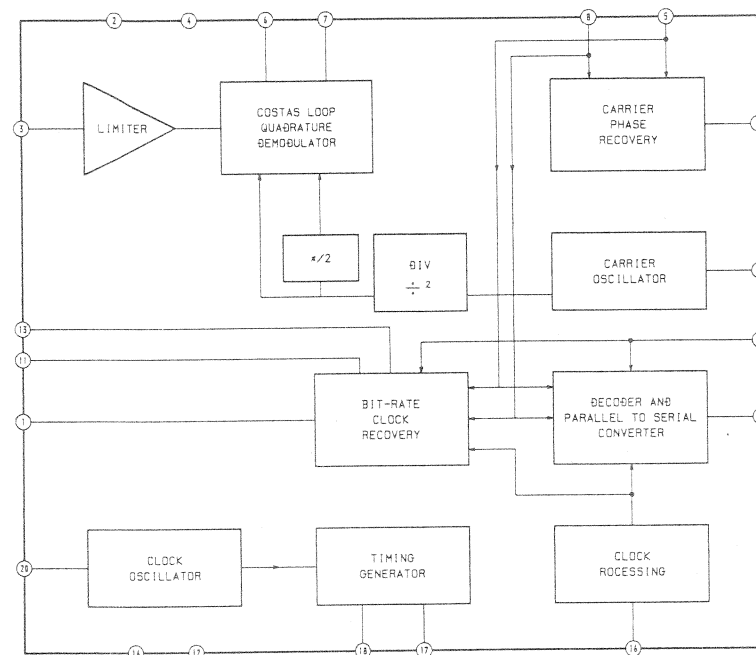 2
4
6
7
8
5
3
LIMITER
COSTAS LOOP
QUADRATURE
DEMODULATOR
CARRIER
PHASE
RECOVERY
π/2
DIV
÷ 2
CARRIER
OSCILLATOR
13
11
1
BIT-RATE
CLOCK
RECOVERY
DECODER AND
PARALLEL TO SERIAL
CONVERTER
20
CLOCK
OSCILLATOR
TIMING
GENERATOR
CLOCK
ROCESSING
18
17
16